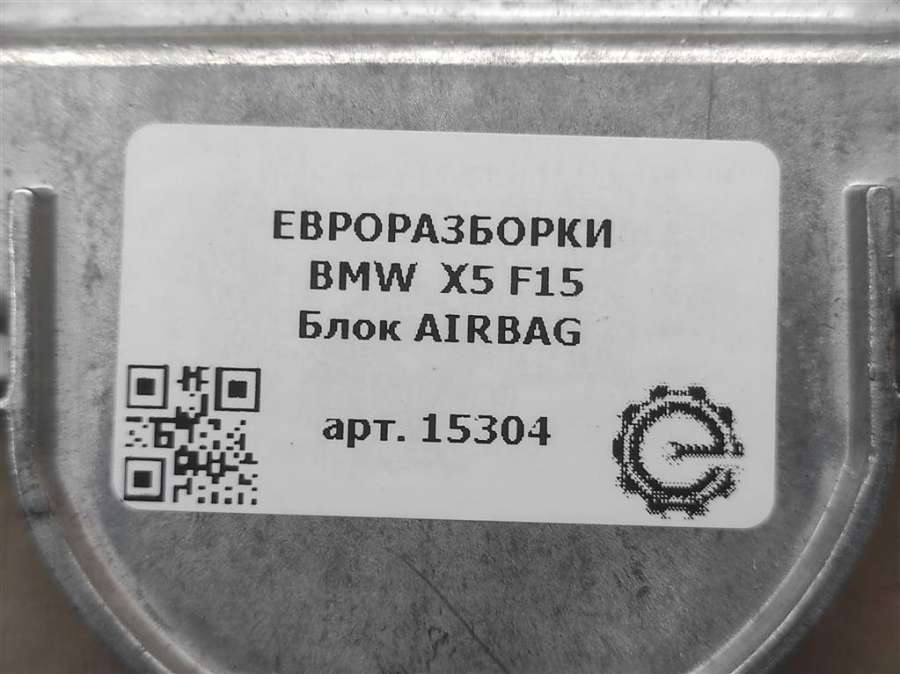 ЕВРОРАЗБОРКИ
BMW X5 F15
Блок AIRBAG
арт. 15304